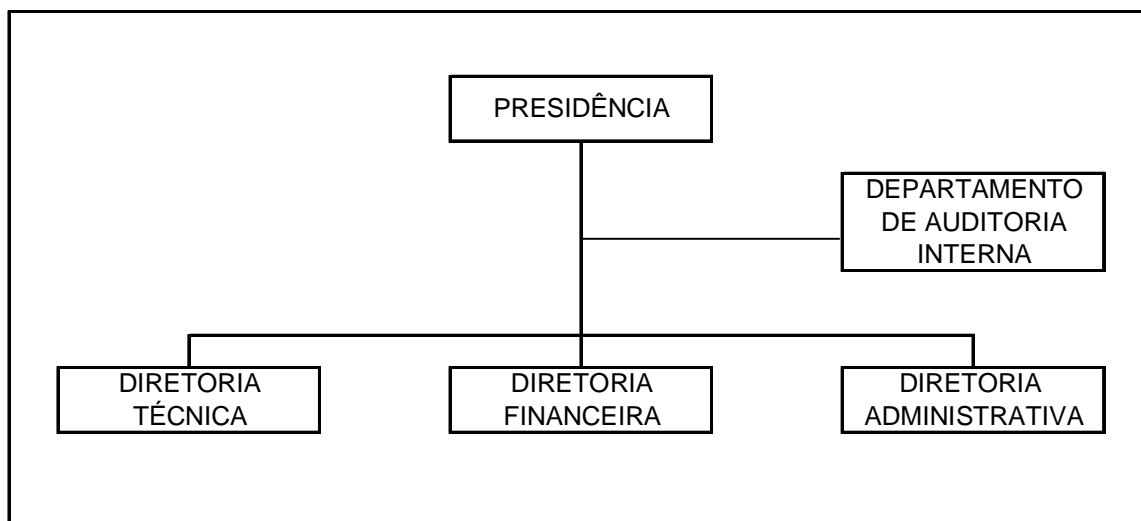 PRESIDÊNCIA
DEPARTAMENTO
DE AUDITORIA
INTERNA
DIRETORIA
TÉCNICA
DIRETORIA
FINANCEIRA
DIRETORIA
ADMINISTRATIVA